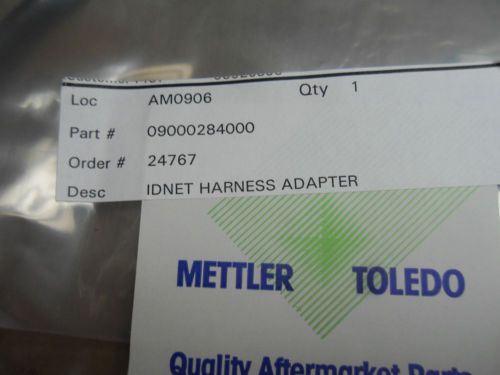 Loc AM0906 Qty 1
Part # 09000284000
Order # 24767
Desc IDNET HARNESS ADAPTER
METTLER TOLEDO
Quality Aftermarket Parts